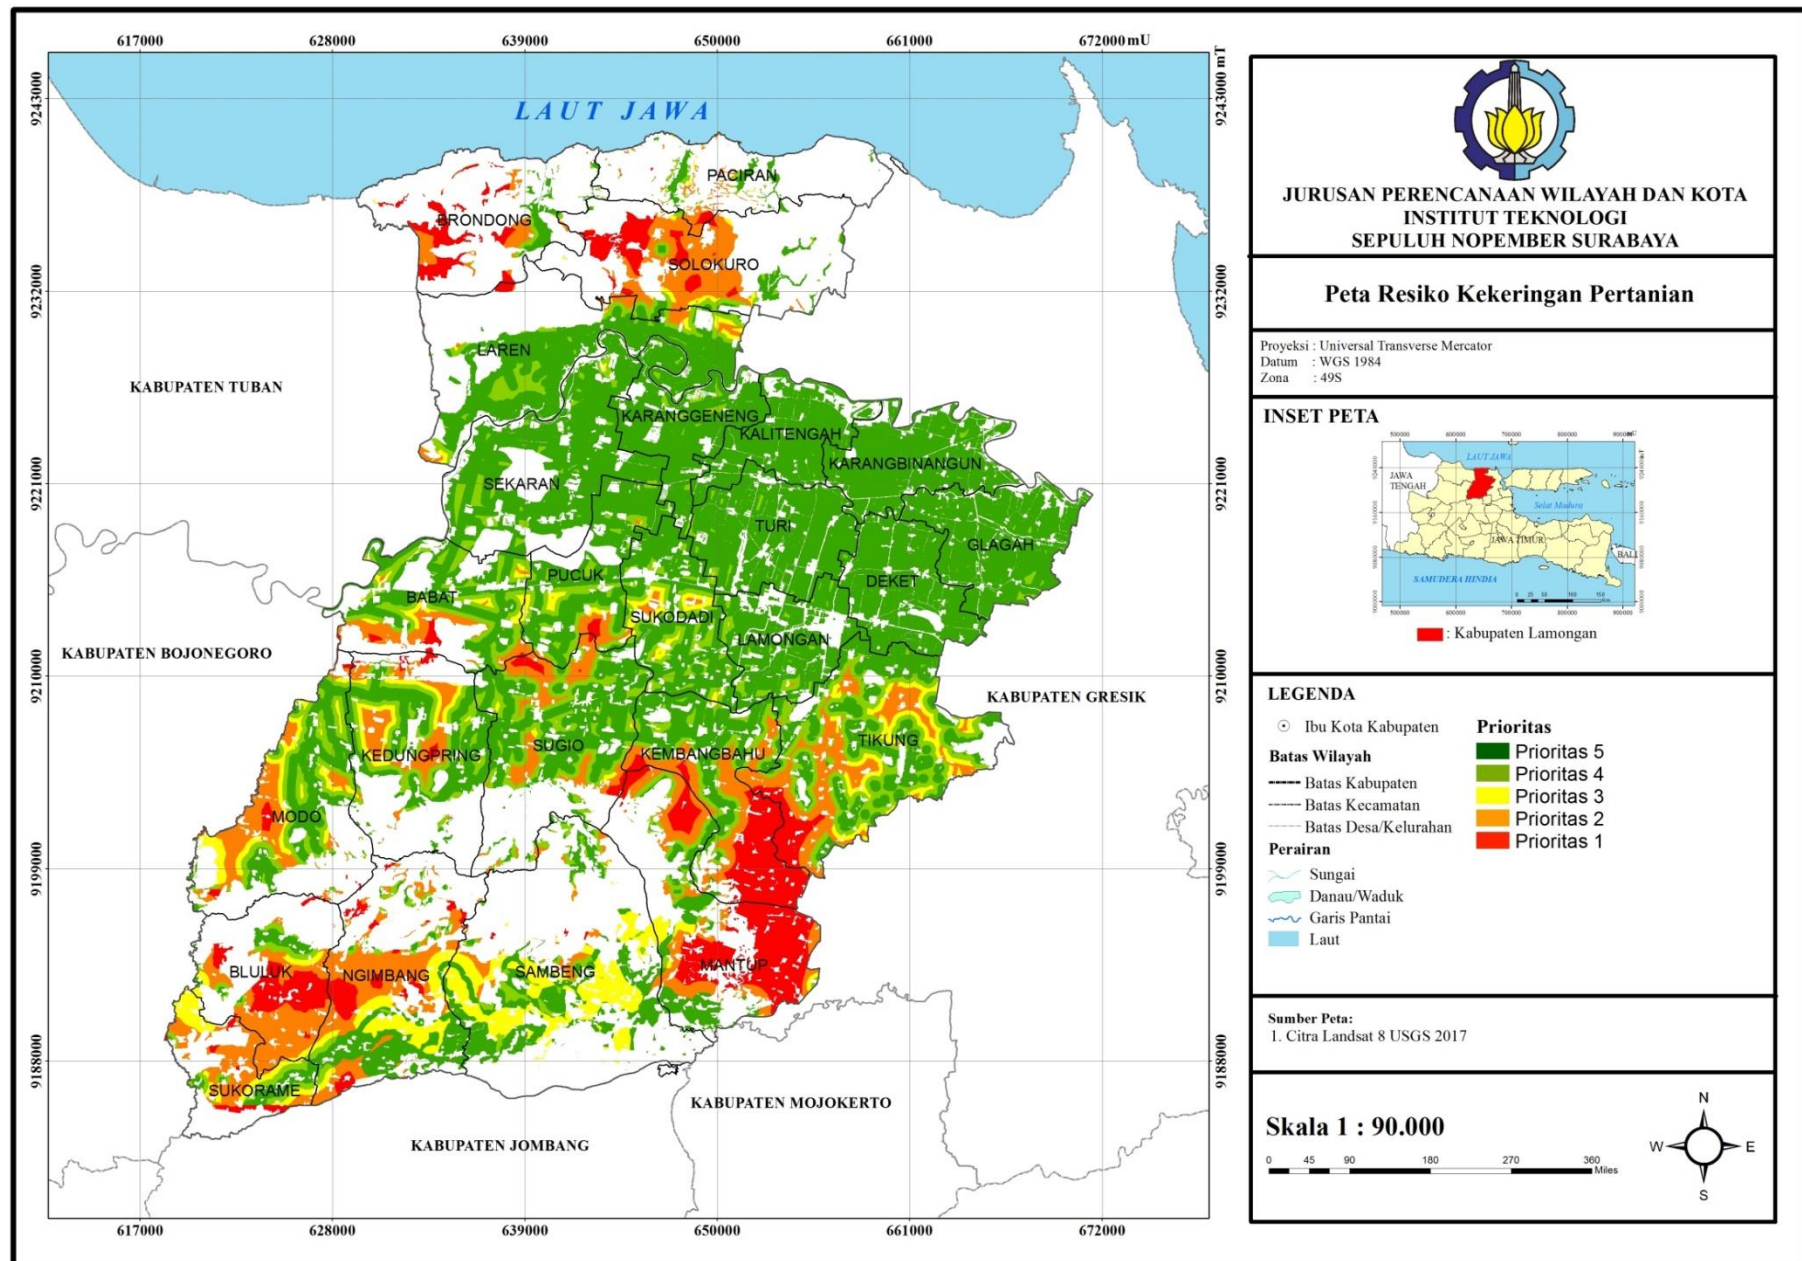 617000 628000 639000 650000 661000 672000 mU
9243000 mT
9243000
LAUT JAWA
PACIRAN
BRONDONG
SOLOKURO
9232000
9232000
LAREN
KABUPATEN TUBAN
KARANGGENENG
KALITENGAH
KARANGBINANGUN
SEKARAN
9221000
9221000
TURI
GLAGAH
PUCUK
DEKET
BABAT
SUKODADI
LAMONGAN
KABUPATEN BOJONEGORO
9210000
9210000
KABUPATEN GRESIK
TIKUNG
KEDUNGPRING
SUGIO
KEMBANGBAHU
MODO
9199000
9199000
BLULUK
NGIMBANG
SAMBENG
MANTUP
9188000
9188000
SUKORAME
KABUPATEN MOJOKERTO
KABUPATEN JOMBANG
617000 628000 639000 650000 661000 672000
JURUSAN PERENCANAAN WILAYAH DAN KOTA
INSTITUT TEKNOLOGI
SEPULUH NOPEMBER SURABAYA
Peta Resiko Kekeringan Pertanian
Proyeksi : Universal Transverse Mercator
Datum : WGS 1984
Zona : 49S
INSET PETA
LAUT JAWA
JAWA
TENGAH
Selat Madura
JAWA TIMUR
BALI
SAMUDERA HINDIA
: Kabupaten Lamongan
LEGENDA
Ibu Kota Kabupaten
Batas Wilayah
Batas Kabupaten
Batas Kecamatan
Batas Desa/Kelurahan
Perairan
Sungai
Danau/Waduk
Garis Pantai
Laut
Prioritas
Prioritas 5
Prioritas 4
Prioritas 3
Prioritas 2
Prioritas 1
Sumber Peta:
1. Citra Landsat 8 USGS 2017
Skala 1 : 90.000
0 45 90 180 270 360
Miles
N
W E
S